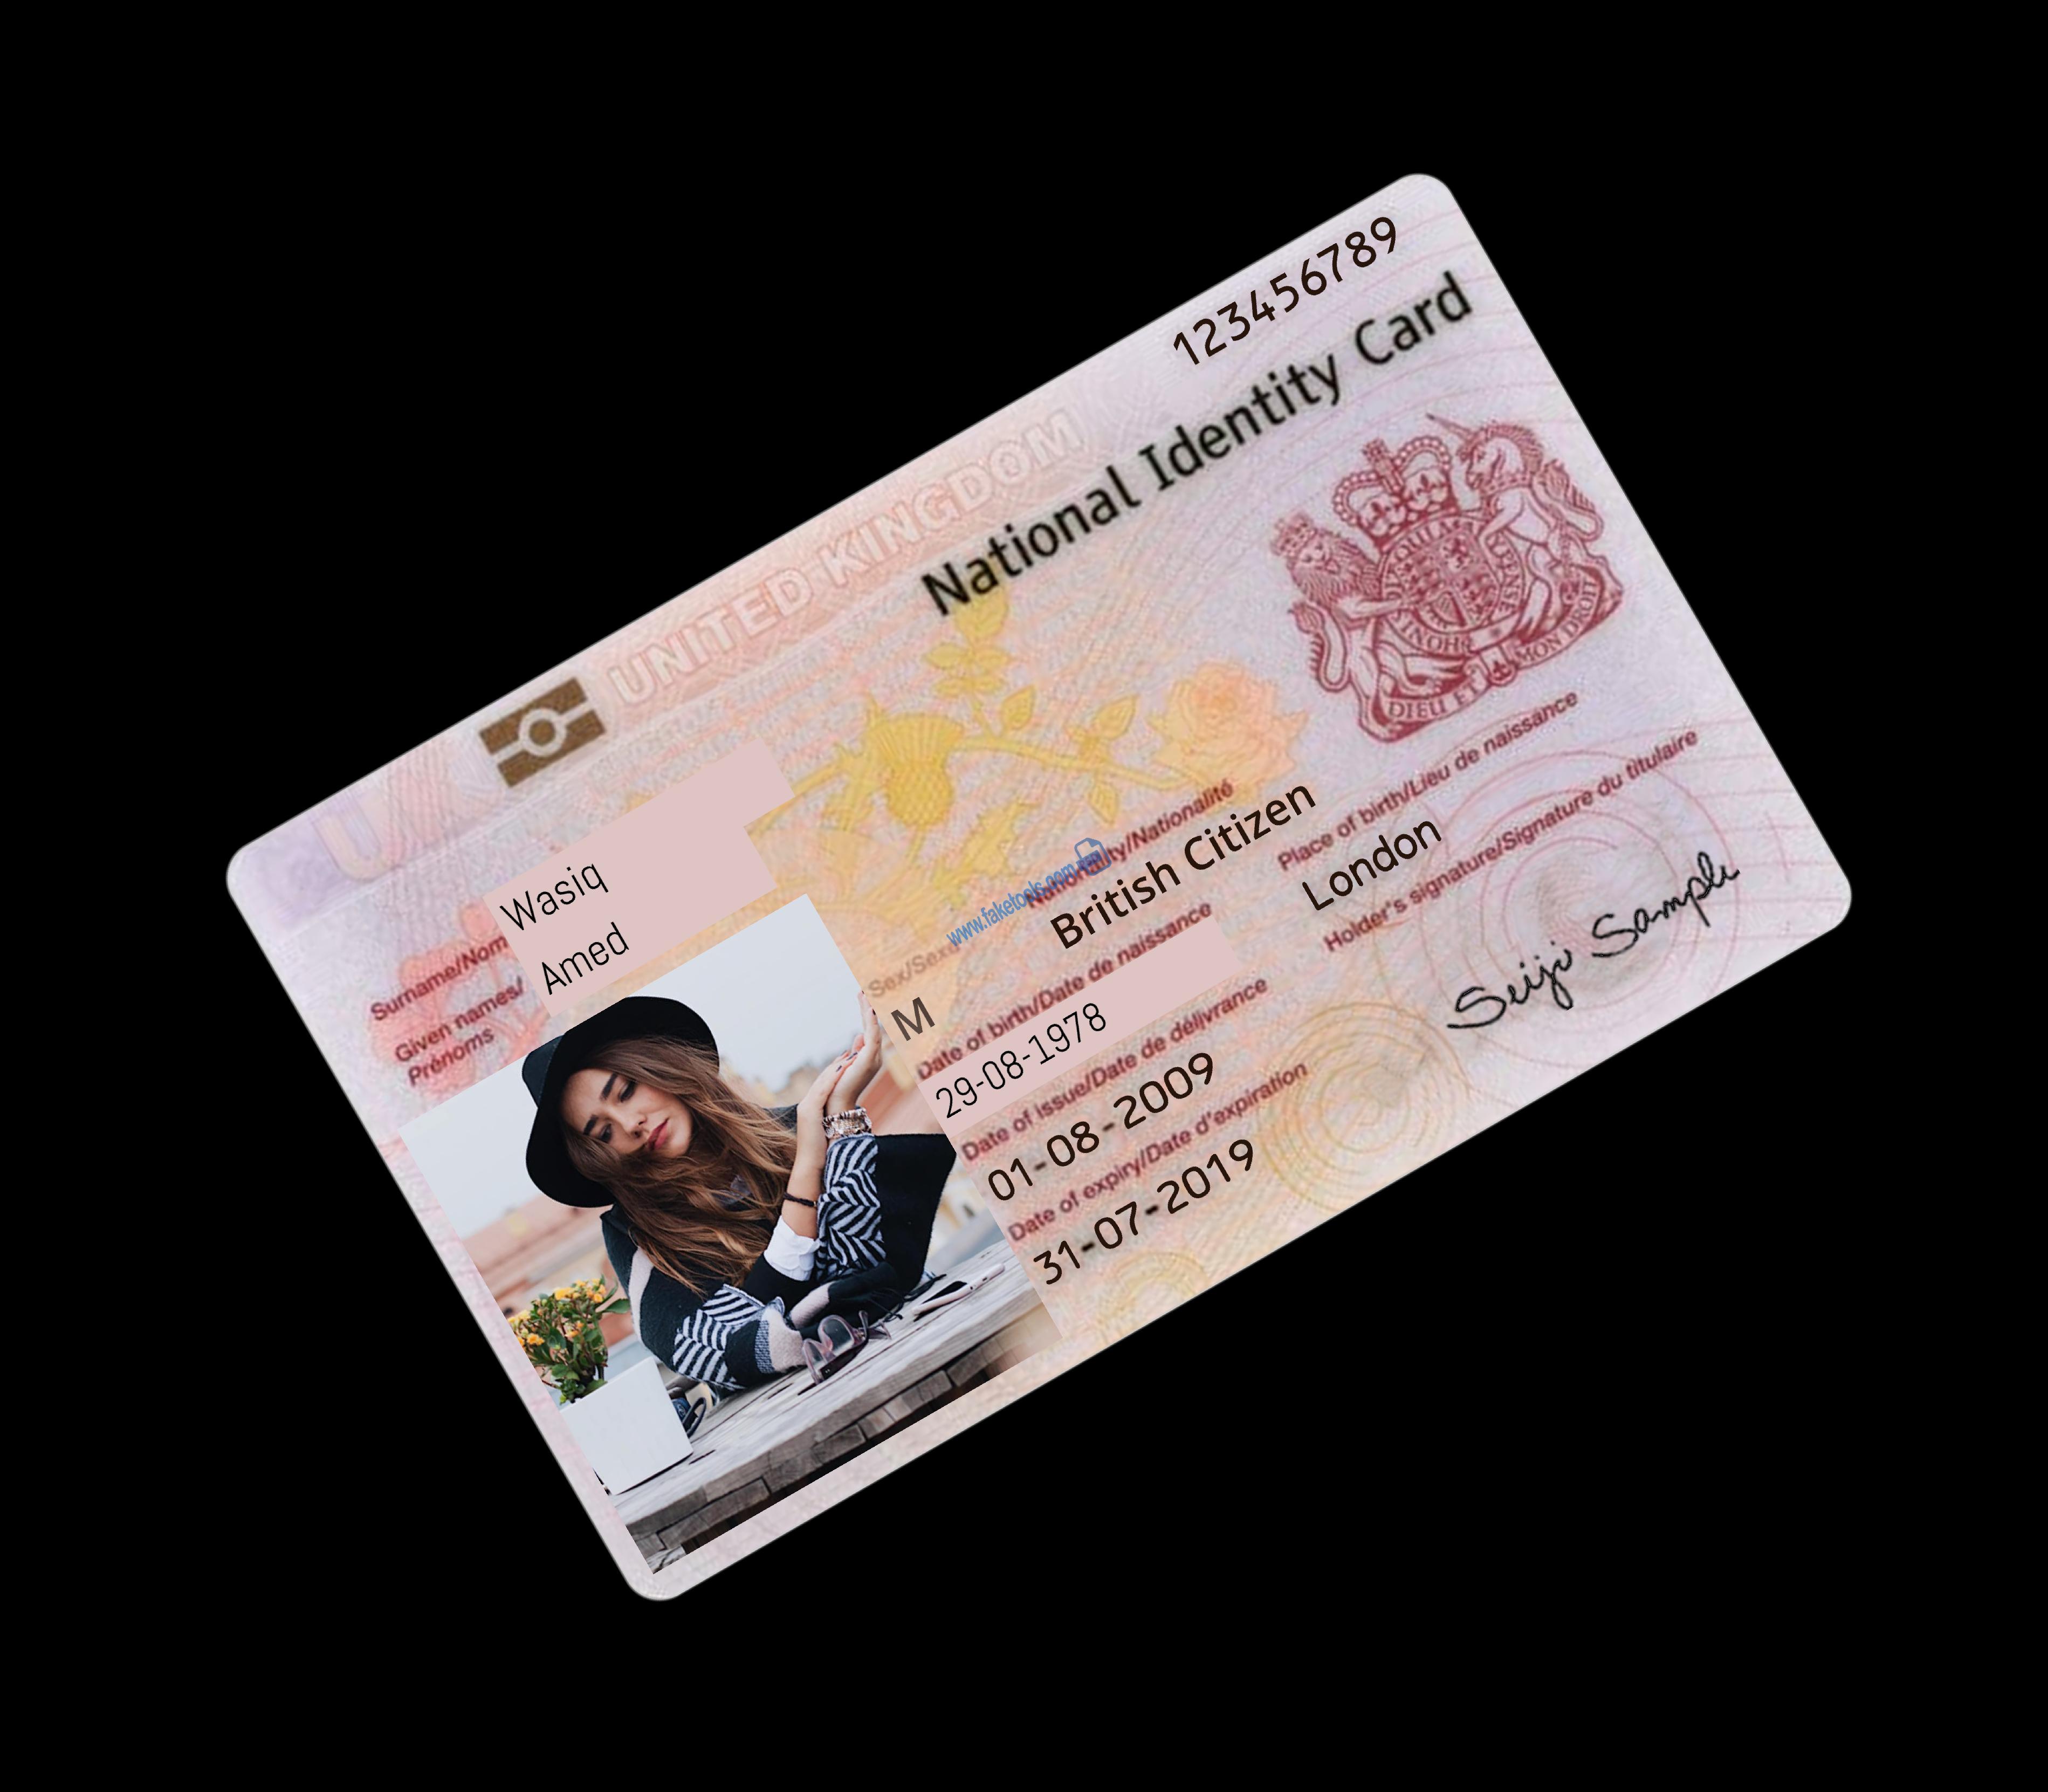 123456789
UNITED KINGDOM
National Identity Card
DIEU ET MON DROIT
Surname/Nom
Wasiq
Given names/
Prénoms
Amed
Sex/Sexe
M
Nationality/Nationalité
British Citizen
www.faketools.com
Place of birth/Lieu de naissance
London
Date of birth/Date de naissance
29-08-1978
Holder's signature/Signature du titulaire
Seiji Sample
Date of issue/Date de délivrance
01-08-2009
Date of expiry/Date d'expiration
31-07-2019